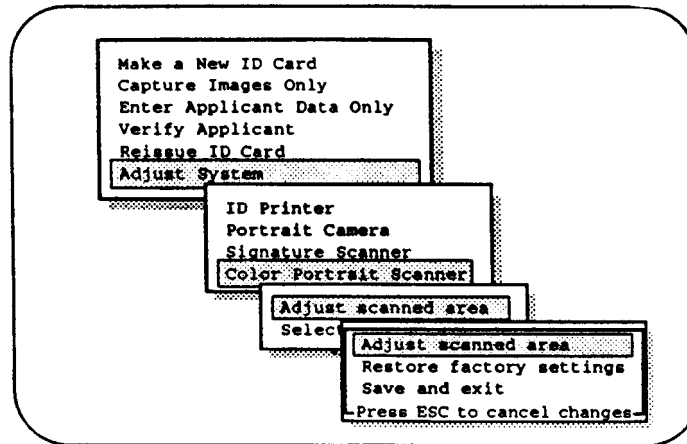 Make a New ID Card
Capture Images Only
Enter Applicant Data Only
Verify Applicant
Reissue ID Card
Adjust System
ID Printer
Portrait Camera
Signature Scanner
Color Portrait Scanner
Adjust scanned area
Selec
Adjust scanned area
Restore factory settings
Save and exit
Press ESC to cancel changes